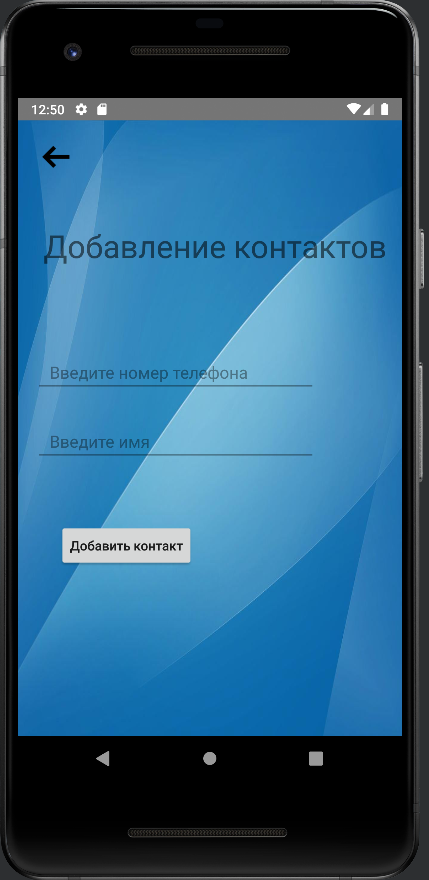 12:50
Добавление контактов
Введите номер телефона
Введите имя
Добавить контакт